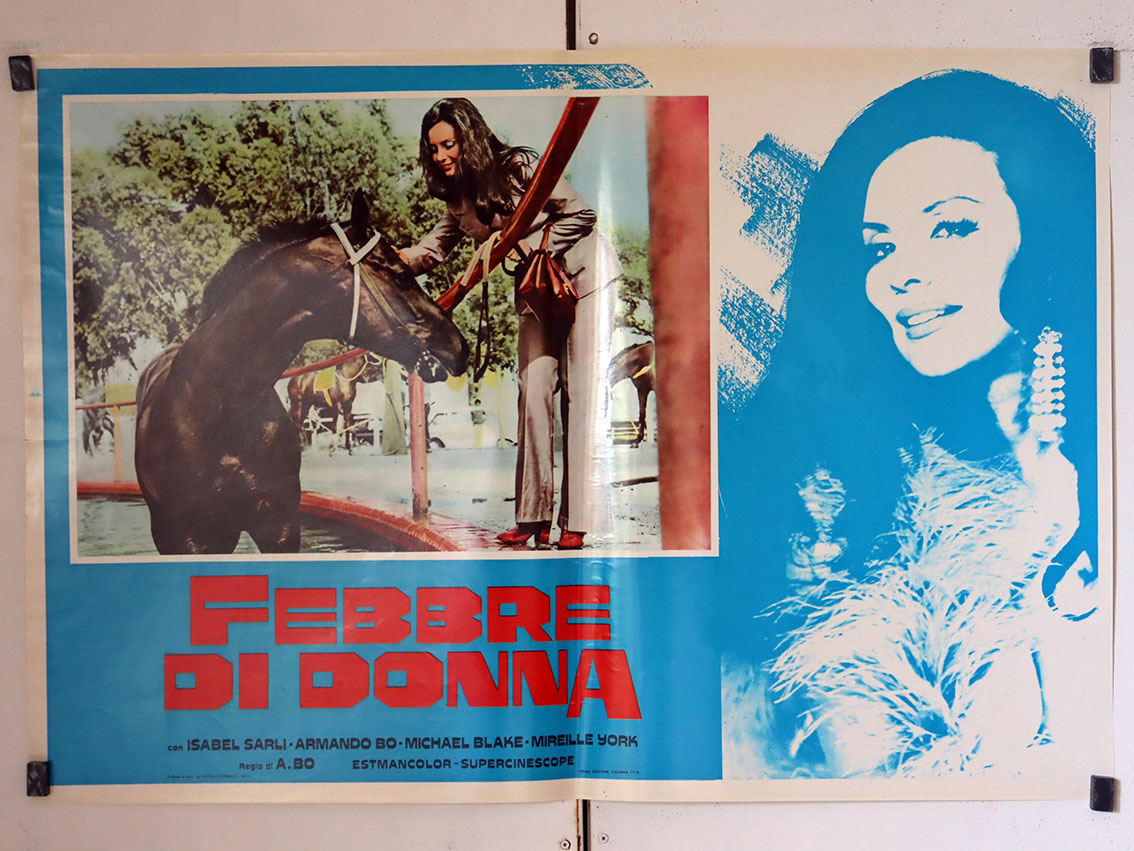 FEBBRE
DI DONNA
con ISABEL SARLI - ARMANDO BO - MICHAEL BLAKE - MIREILLE YORK
Regia di A.BO ESTMANCOLOR - SUPERCINESCOPE